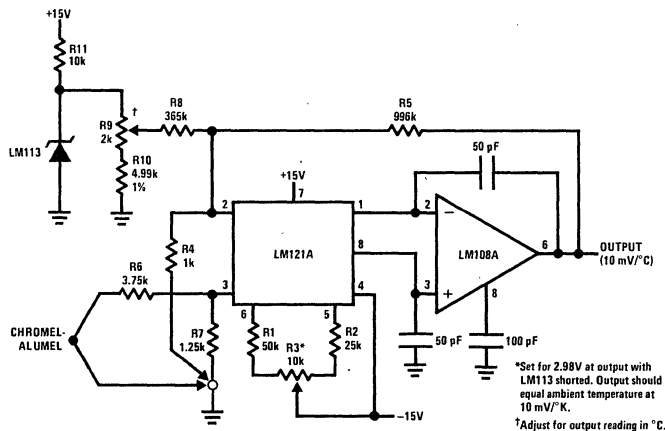 +15V
R11
10k
†
R9
2k
R8
365k
R5
996k
LM113
R10
4.99k
1%
50 pF
+15V
7
2
1
2
−
R4
1k
LM121A
8
LM108A
6
OUTPUT
(10 mV/°C)
R6
3.75k
3
4
3
+
8
6
5
CHROMEL-
ALUMEL
R7
1.25k
R1
50k
R3*
10k
R2
25k
50 pF
100 pF
−15V
*Set for 2.98V at output with
LM113 shorted. Output should
equal ambient temperature at
10 mV/°K.
†Adjust for output reading in °C.